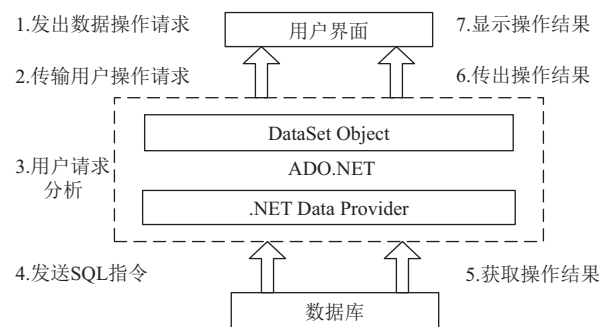 1.发出数据操作请求
用户界面
7.显示操作结果
2.传输用户操作请求
6.传出操作结果
DataSet Object
3.用户请求
分析
ADO.NET
.NET Data Provider
4.发送SQL指令
5.获取操作结果
数据库